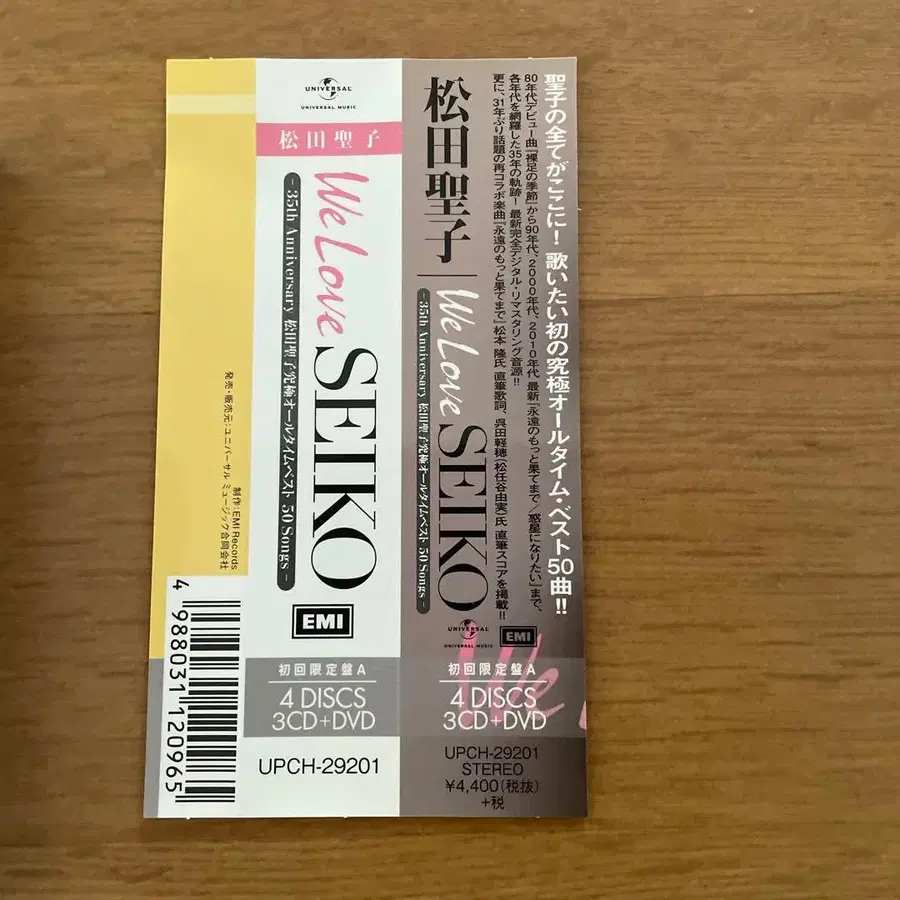 聖子の全てがここに! 歌いたい初の究極オールタイム・ベスト50曲!!
80年代デビュー曲「裸足の季節」から90年代、2000年代、2010年代、最新「永遠のもっと果てまで/惑星になりたい」まで、
各年代を網羅した35年の軌跡! 最新完全デジタル・リマスタリング音源!!
更に、31年ぶり話題の再コラボ楽曲「永遠のもっと果てまで」松本 隆氏 直筆歌詞、呉田軽穂(松任谷由実)氏 直筆スコアを掲載!!
松田聖子
We Love SEIKO
- 35th Anniversary 松田聖子究極オールタイムベスト 50 Songs -
UNIVERSAL
UNIVERSAL MUSIC
EMI
初回限定盤A
4 DISCS
3CD+DVD
UPCH-29201
STEREO
¥4,400(税抜)
+税
UNIVERSAL
UNIVERSAL MUSIC
松田聖子
We Love SEIKO
- 35th Anniversary 松田聖子究極オールタイムベスト 50 Songs -
EMI
初回限定盤A
4 DISCS
3CD+DVD
UPCH-29201
制作:EMI Records
発売・販売元:ユニバーサル ミュージック合同会社
4 988031 120965